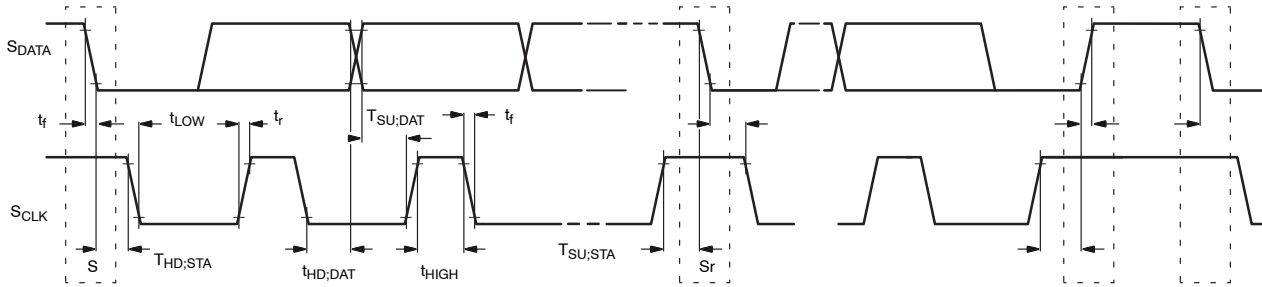 SDATA
tf
tLOW
tr
TSU;DAT
tf
SCLK
S
THD;STA
tHD;DAT
tHIGH
TSU;STA
Sr